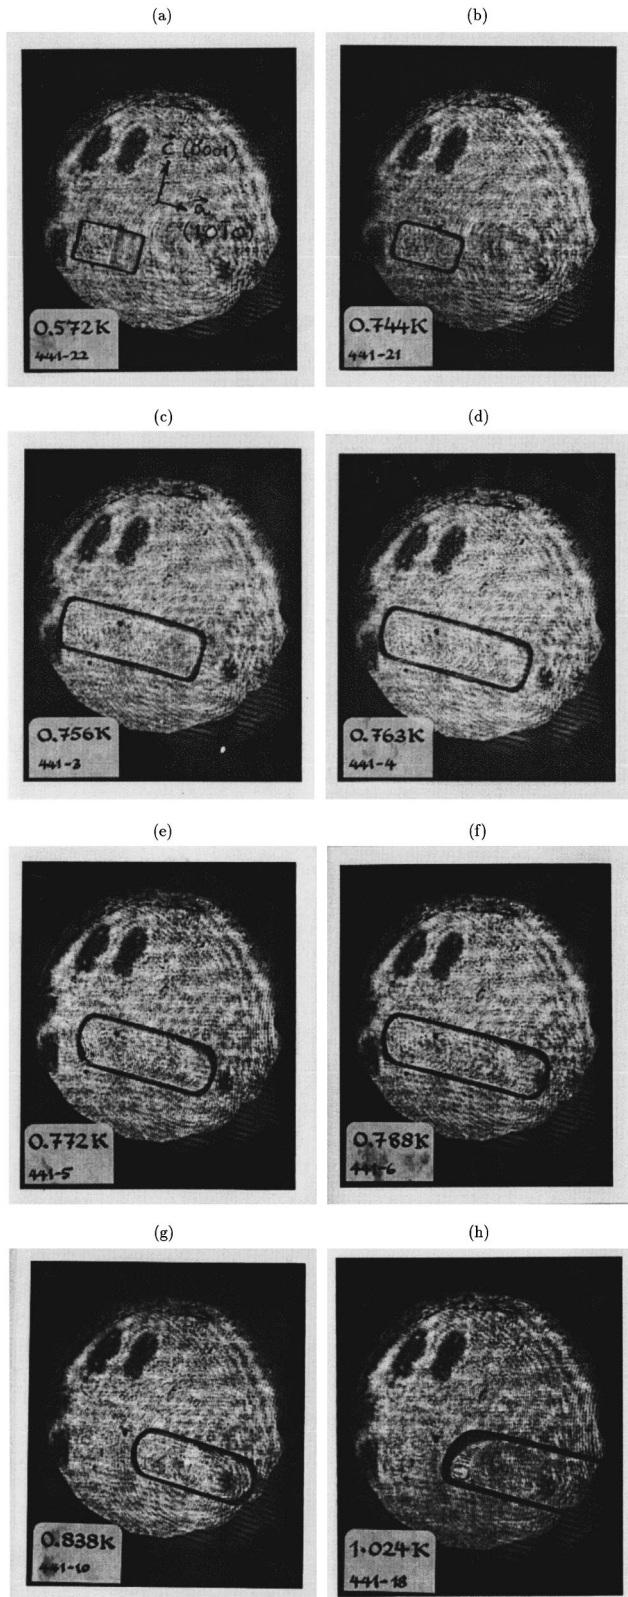 (a)
(b)
c (0001)
a
(1010)
0.572K
441-22
0.744K
441-21
(c)
(d)
0.756K
441-3
0.763K
441-4
(e)
(f)
0.772K
441-5
0.788K
441-6
(g)
(h)
0.838K
441-10
1.024K
441-18